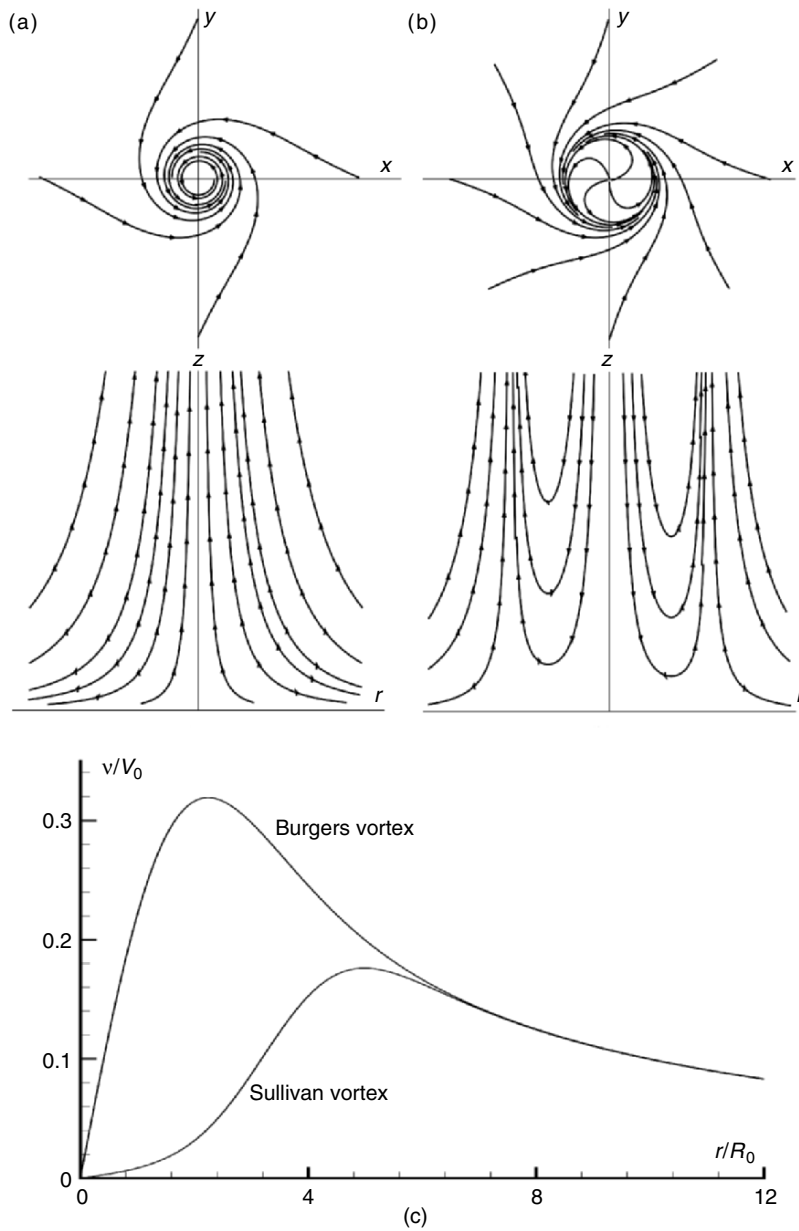 (a)
y
(b)
y
x
x
z
z
r
r
ν/V₀
0.3
Burgers vortex
0.2
0.1
Sullivan vortex
r/R₀
0
0
4
8
12
(c)